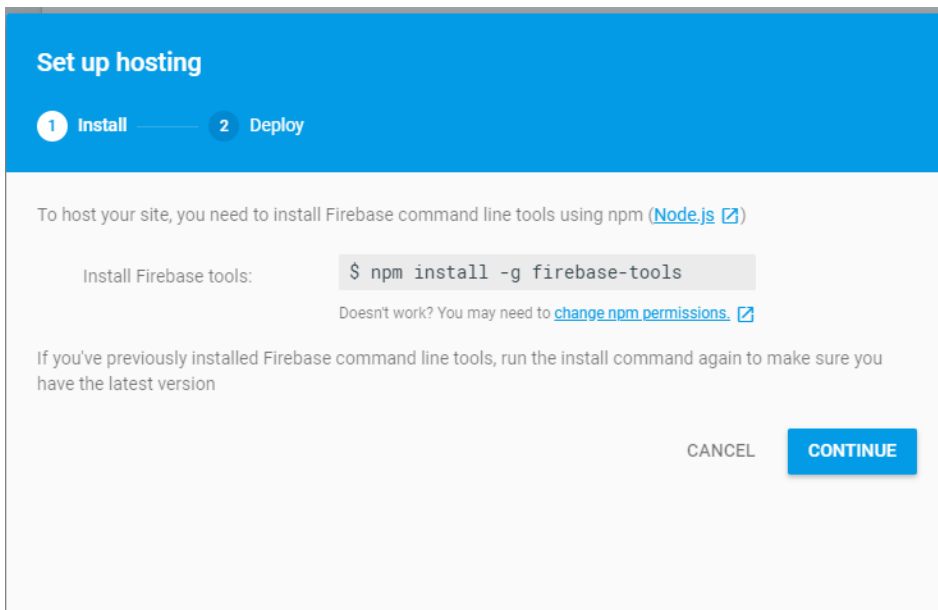 Set up hosting
1 Install 2 Deploy
To host your site, you need to install Firebase command line tools using npm (Node.js)
Install Firebase tools: $ npm install -g firebase-tools
Doesn't work? You may need to change npm permissions.
If you've previously installed Firebase command line tools, run the install command again to make sure you
have the latest version
CANCEL CONTINUE